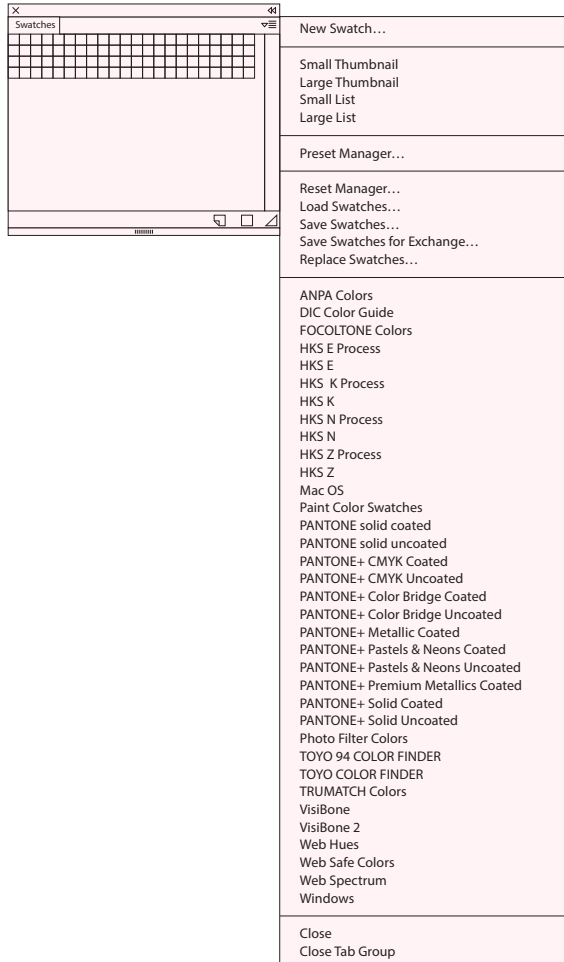 Swatches
New Swatch…
Small Thumbnail
Large Thumbnail
Small List
Large List
Preset Manager…
Reset Manager…
Load Swatches…
Save Swatches…
Save Swatches for Exchange…
Replace Swatches…
ANPA Colors
DIC Color Guide
FOCOLTONE Colors
HKS E Process
HKS E
HKS  K Process
HKS K
HKS N Process
HKS N
HKS Z Process
HKS Z
Mac OS
Paint Color Swatches
PANTONE solid coated
PANTONE solid uncoated
PANTONE+ CMYK Coated
PANTONE+ CMYK Uncoated
PANTONE+ Color Bridge Coated
PANTONE+ Color Bridge Uncoated
PANTONE+ Metallic Coated
PANTONE+ Pastels & Neons Coated
PANTONE+ Pastels & Neons Uncoated
PANTONE+ Premium Metallics Coated
PANTONE+ Solid Coated
PANTONE+ Solid Uncoated
Photo Filter Colors
TOYO 94 COLOR FINDER
TOYO COLOR FINDER
TRUMATCH Colors
VisiBone
VisiBone 2
Web Hues
Web Safe Colors
Web Spectrum
Windows
Close
Close Tab Group